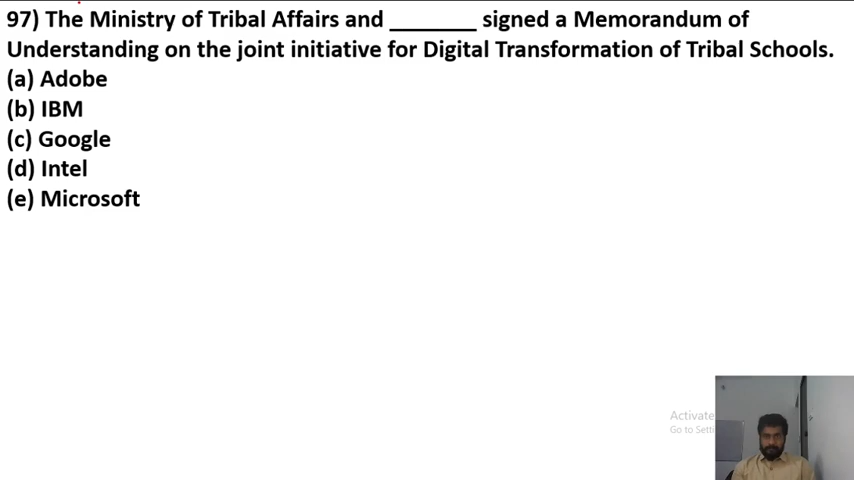 97) The Ministry of Tribal Affairs and ________ signed a Memorandum of
Understanding on the joint initiative for Digital Transformation of Tribal Schools.
(a) Adobe
(b) IBM
(c) Google
(d) Intel
(e) Microsoft
Activate
Go to Setti